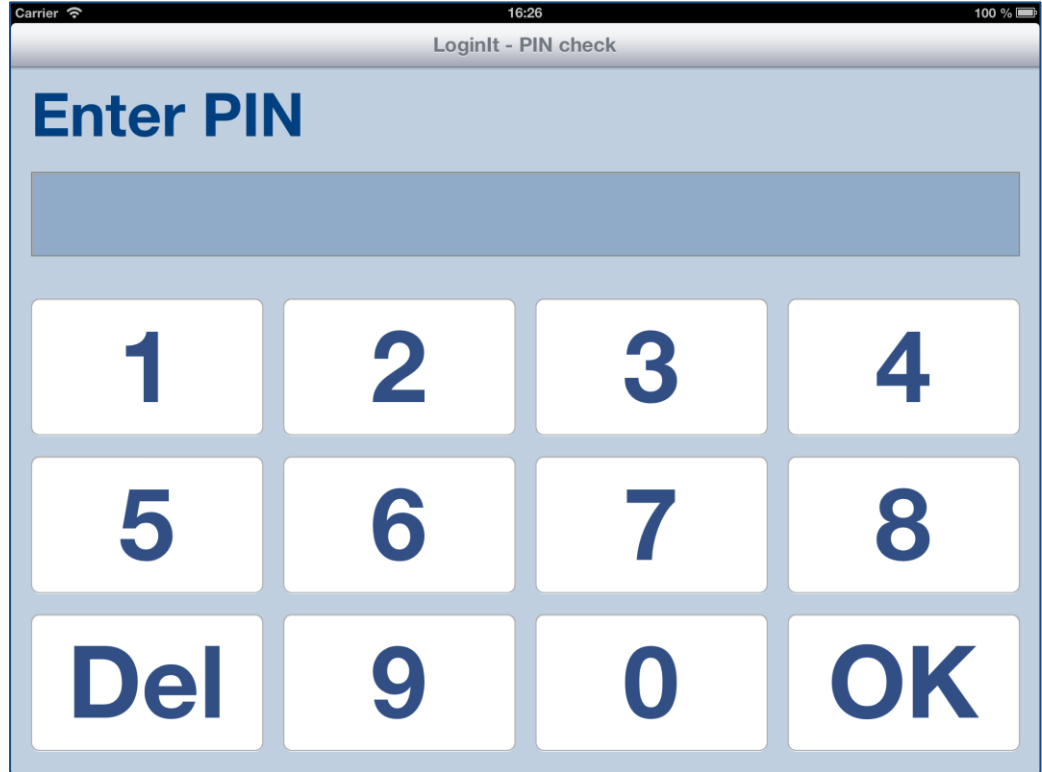 Carrier 16:26 100 %
LoginIt - PIN check
Enter PIN
1 2 3 4
5 6 7 8
Del 9 0 OK